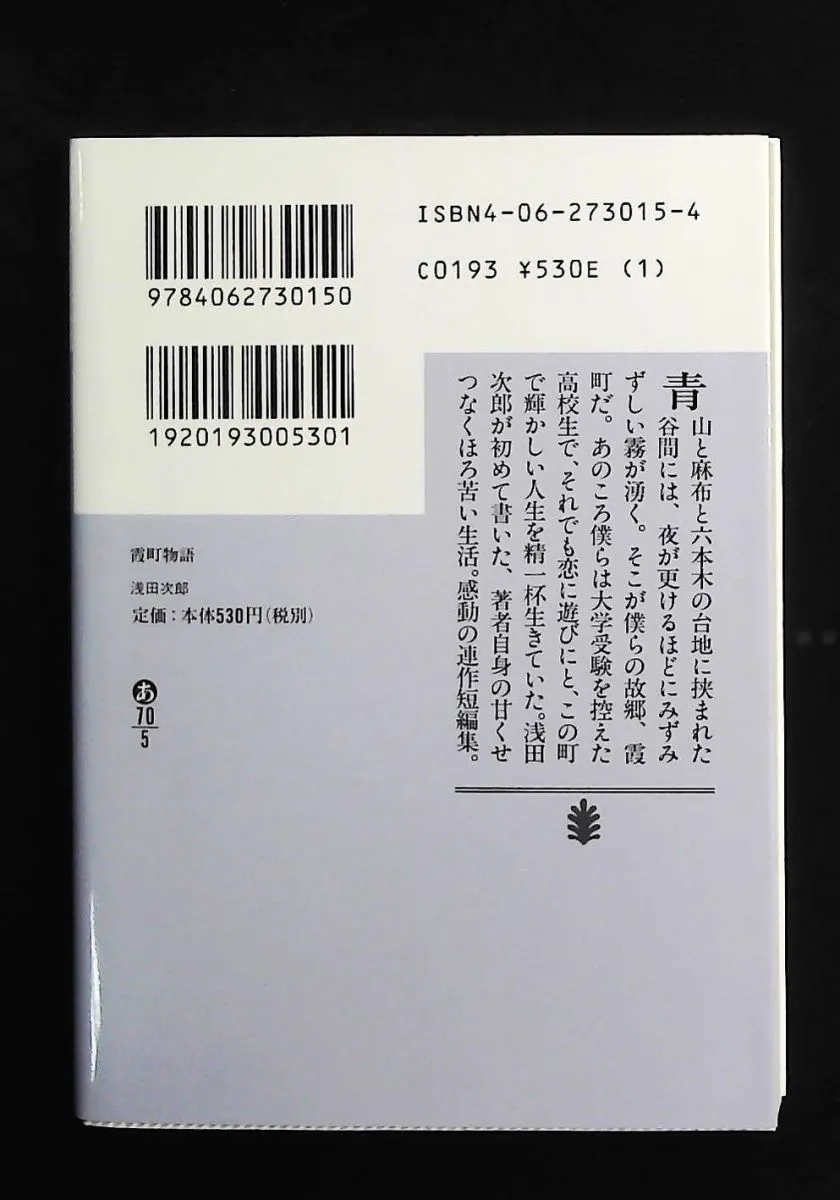 9784062730150
ISBN4-06-273015-4
C0193 ¥530E (1)
1920193005301
青山と麻布と六本木の台地に挟まれた
谷間には、夜が更けるほどにみずみ
ずしい霧が湧く。そこが僕らの故郷、霞
町だ。あのころ僕らは大学受験を控えた
高校生で、それでも恋に遊びにと、この町
で輝かしい人生を精一杯生きていた。浅田
次郎が初めて書いた、著者自身の甘くせ
つなくほろ苦い生活。感動の連作短編集。
霞町物語
浅田次郎
定価:本体530円(税別)
あ
70
5